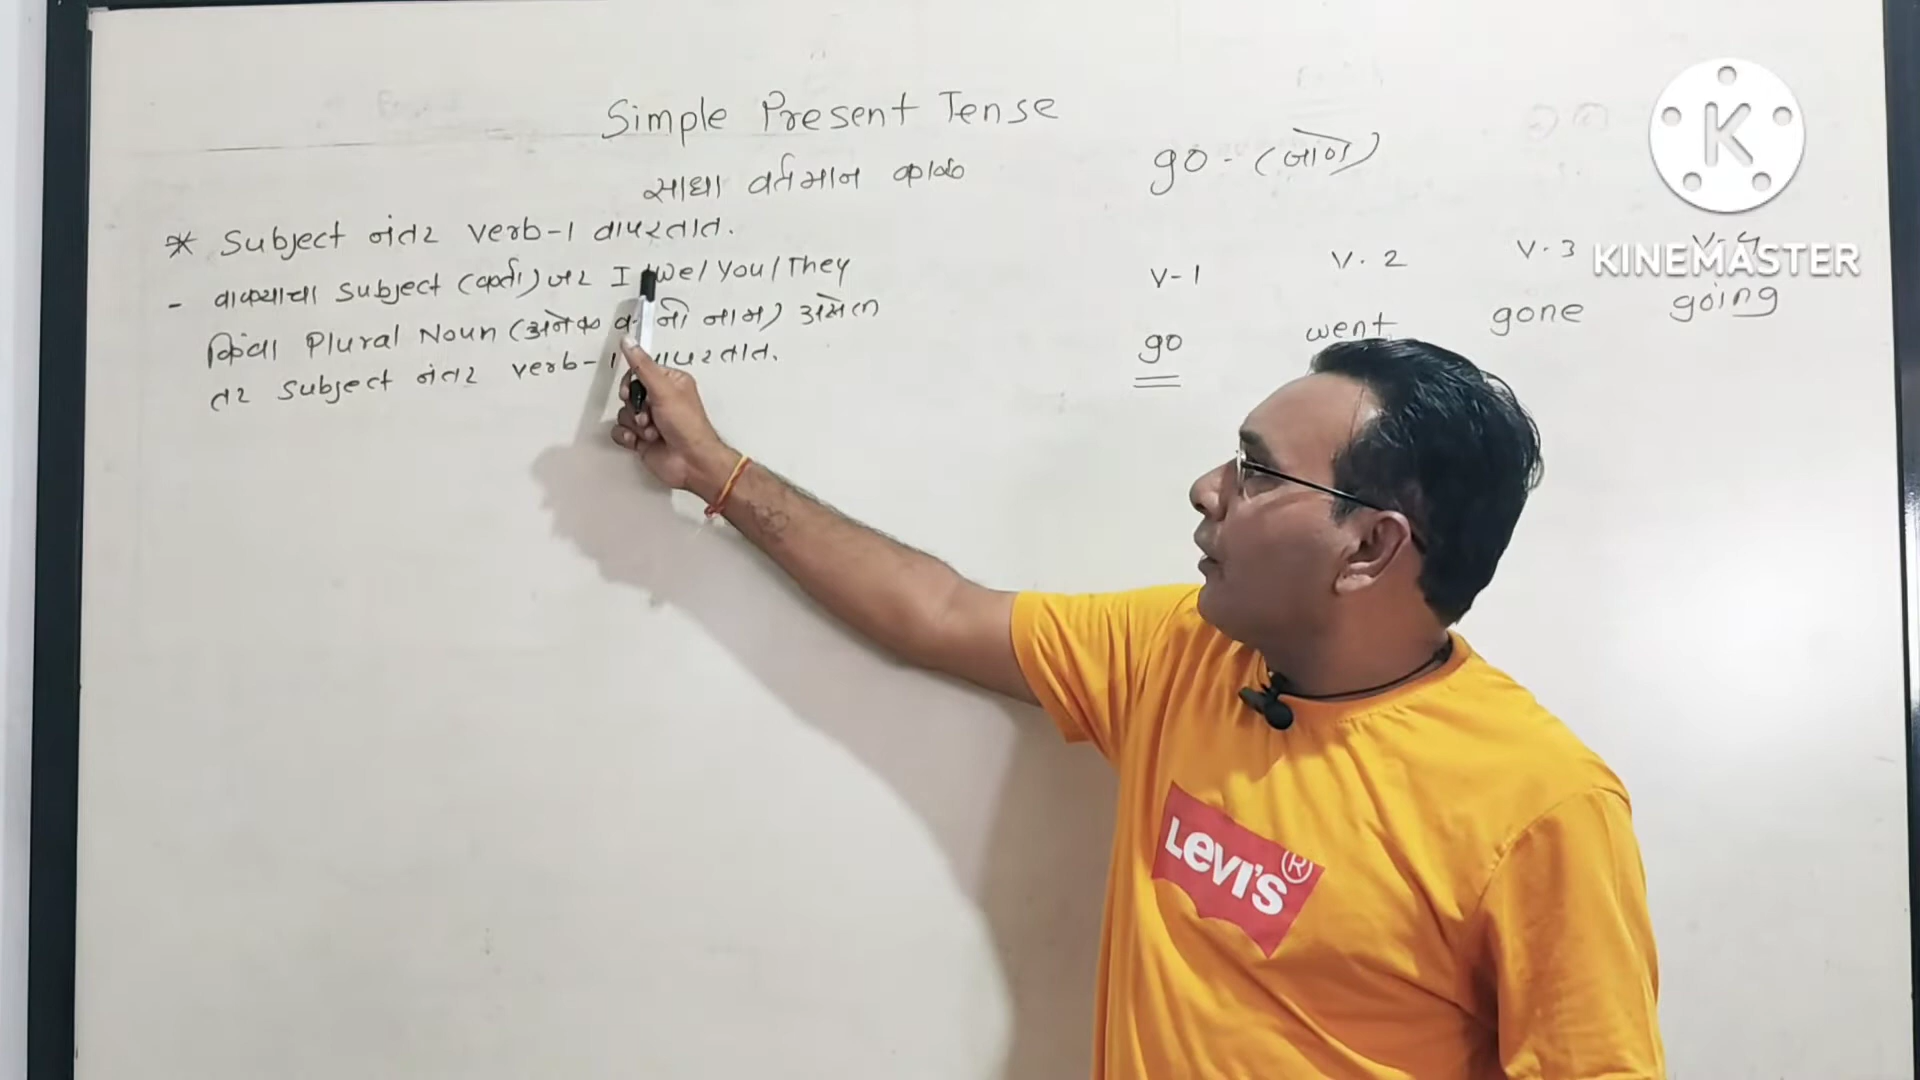 Simple Present Tense
साधा वर्तमान काळ
* Subject नंतर verb-1 वापरतात.
- वाक्याचा subject (कर्ता) जर I We/You/They
किंवा Plural Noun (अनेक नाम) असेल
तर subject नंतर verb-1
go - (जाणे)
V-1 V-2 V-3
go went gone going
K
KINEMASTER
LEVI'S®